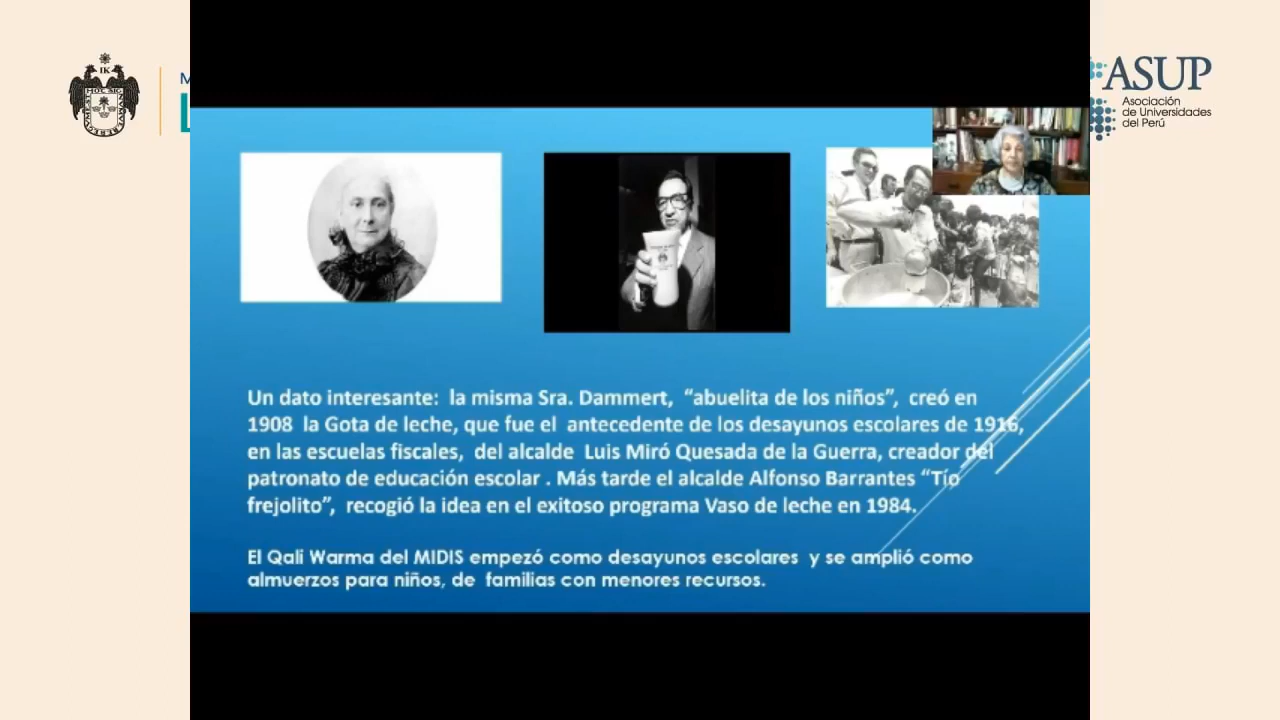 IK
M
L
ASUP
Asociación
de Universidades
del Perú
Un dato interesante: la misma Sra. Dammert, “abuelita de los niños”, creó en
1908 la Gota de leche, que fue el antecedente de los desayunos escolares de 1916,
en las escuelas fiscales, del alcalde Luis Miró Quesada de la Guerra, creador del
patronato de educación escolar . Más tarde el alcalde Alfonso Barrantes “Tío
frejolito”, recogió la idea en el exitoso programa Vaso de leche en 1984.
El Qali Warma del MIDIS empezó como desayunos escolares y se amplió como
almuerzos para niños, de familias con menores recursos.